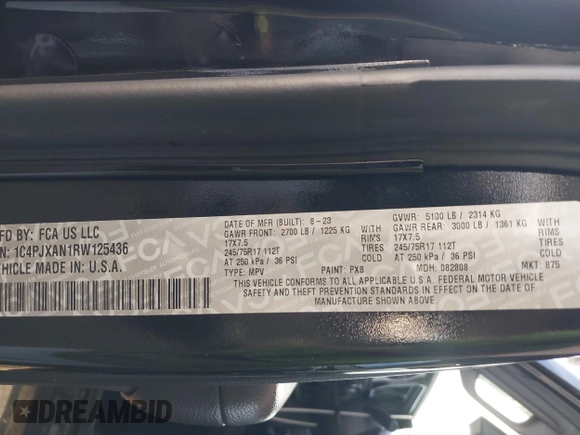 MFD BY: FCA US LLC
N: 1C4PJXAN1RW125436
VEHICLE MADE IN U.S.A.
DATE OF MFR (BUILT): 8-23
GAWR FRONT: 2700 LB / 1225 KG
17X7.5
245/75R17 112T
AT 250 kPa / 36 PSI
TYPE: MPV
WITH
TIRES
COLD
PAINT: PX8
GVWR: 5100 LB / 2314 KG
GAWR REAR: 3000 LB / 1361 KG
17X7.5
245/75R17 112T
AT 250 kPa / 36 PSI
MDH: 082808
WITH
TIRES
COLD
MKT: 875
THIS VEHICLE CONFORMS TO ALL APPLICABLE U.S.A. FEDERAL MOTOR VEHICLE
SAFETY AND THEFT PREVENTION STANDARDS IN EFFECT ON THE DATE OF
MANUFACTURE SHOWN ABOVE.
DREAMBID